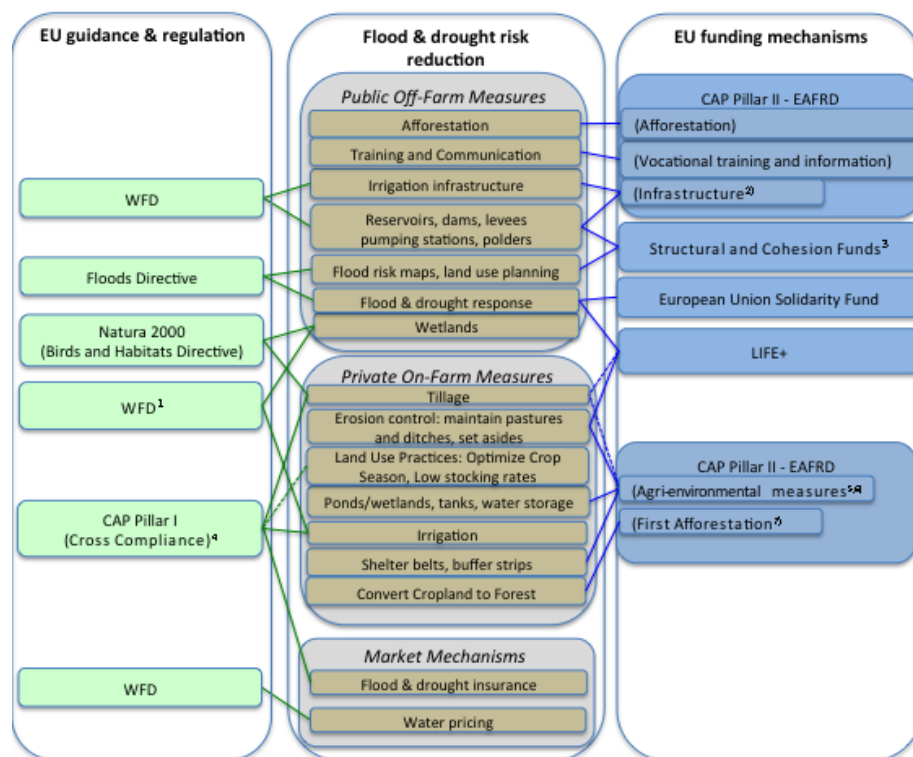 EU guidance & regulation
WFD
Floods Directive
Natura 2000
(Birds and Habitats Directive)
WFD¹
CAP Pillar I
(Cross Compliance)⁴
WFD
Flood & drought risk
reduction
Public Off-Farm Measures
Afforestation
Training and Communication
Irrigation infrastructure
Reservoirs, dams, levees
pumping stations, polders
Flood risk maps, land use planning
Flood & drought response
Wetlands
Private On-Farm Measures
Tillage
Erosion control: maintain pastures
and ditches, set asides
Land Use Practices: Optimize Crop
Season, Low stocking rates
Ponds/wetlands, tanks, water storage
Irrigation
Shelter belts, buffer strips
Convert Cropland to Forest
Market Mechanisms
Flood & drought insurance
Water pricing
EU funding mechanisms
CAP Pillar II - EAFRD
(Afforestation)
(Vocational training and information)
(Infrastructure²⁾
Structural and Cohesion Funds³
European Union Solidarity Fund
LIFE+
CAP Pillar II - EAFRD
(Agri-environmental measures
(First Afforestation⁷⁾